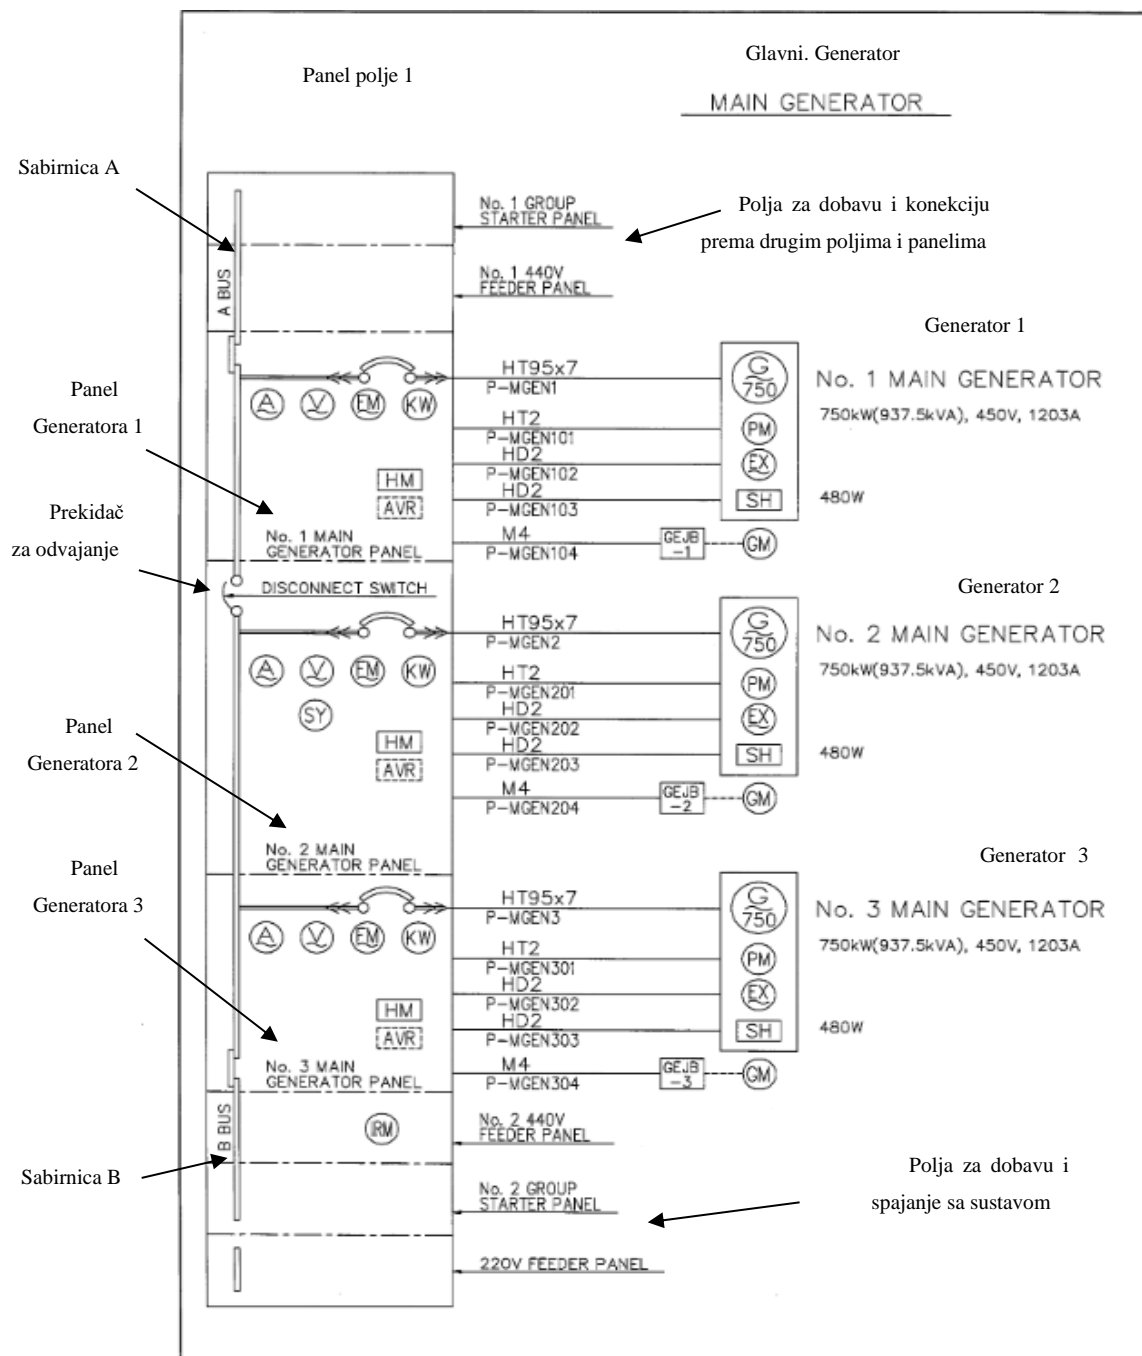 Panel polje 1
Glavni. Generator
MAIN GENERATOR
Sabirnica A
No. 1 GROUP
STARTER PANEL
Polja za dobavu i konekciju
prema drugim poljima i panelima
A BUS
No. 1 440V
FEEDER PANEL
Generator 1
Panel
Generatora 1
A V EM KW
HT95x7
P-MGEN1
G
750
No. 1 MAIN GENERATOR
750kW(937.5kVA), 450V, 1203A
HT2
P-MGEN101
PM
HD2
P-MGEN102
EX
HM
AVR
HD2
P-MGEN103
SH
480W
Prekidač
za odvajanje
No. 1 MAIN
GENERATOR PANEL
M4
P-MGEN104
GEJB
-1
GM
DISCONNECT SWITCH
Generator 2
HT95x7
P-MGEN2
G
750
No. 2 MAIN GENERATOR
750kW(937.5kVA), 450V, 1203A
A V EM KW
SY
HT2
P-MGEN201
PM
HD2
P-MGEN202
EX
Panel
Generatora 2
HM
AVR
HD2
P-MGEN203
SH
480W
M4
P-MGEN204
GEJB
-2
GM
No. 2 MAIN
GENERATOR PANEL
Generator 3
Panel
Generatora 3
HT95x7
P-MGEN3
G
750
No. 3 MAIN GENERATOR
750kW(937.5kVA), 450V, 1203A
A V EM KW
HT2
P-MGEN301
PM
HD2
P-MGEN302
EX
HM
AVR
HD2
P-MGEN303
SH
480W
No. 3 MAIN
GENERATOR PANEL
M4
P-MGEN304
GEJB
-3
GM
B BUS
IRM
No. 2 440V
FEEDER PANEL
Sabirnica B
Polja za dobavu i
spajanje sa sustavom
No. 2 GROUP
STARTER PANEL
220V FEEDER PANEL